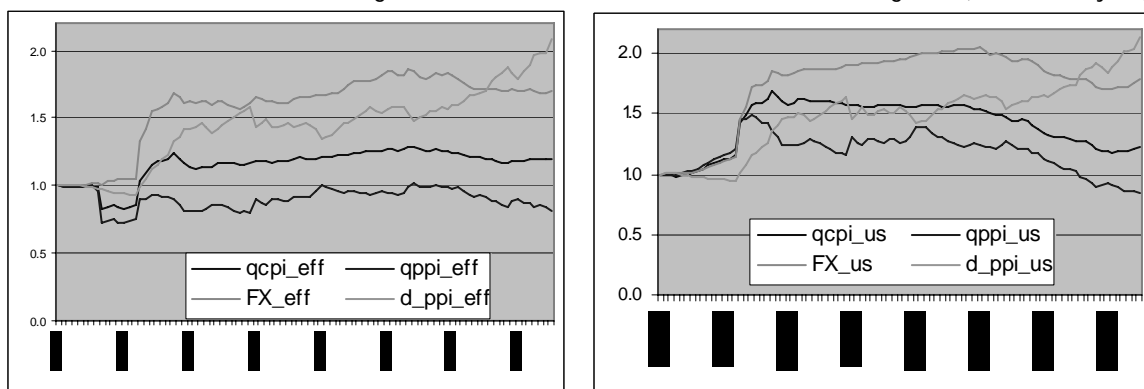 2.0
1.5
1.0
0.5
0.0
qcpi_eff
qppi_eff
FX_eff
d_ppi_eff
2.0
1.5
1.0
0.5
0.0
qcpi_us
qppi_us
FX_us
d_ppi_us